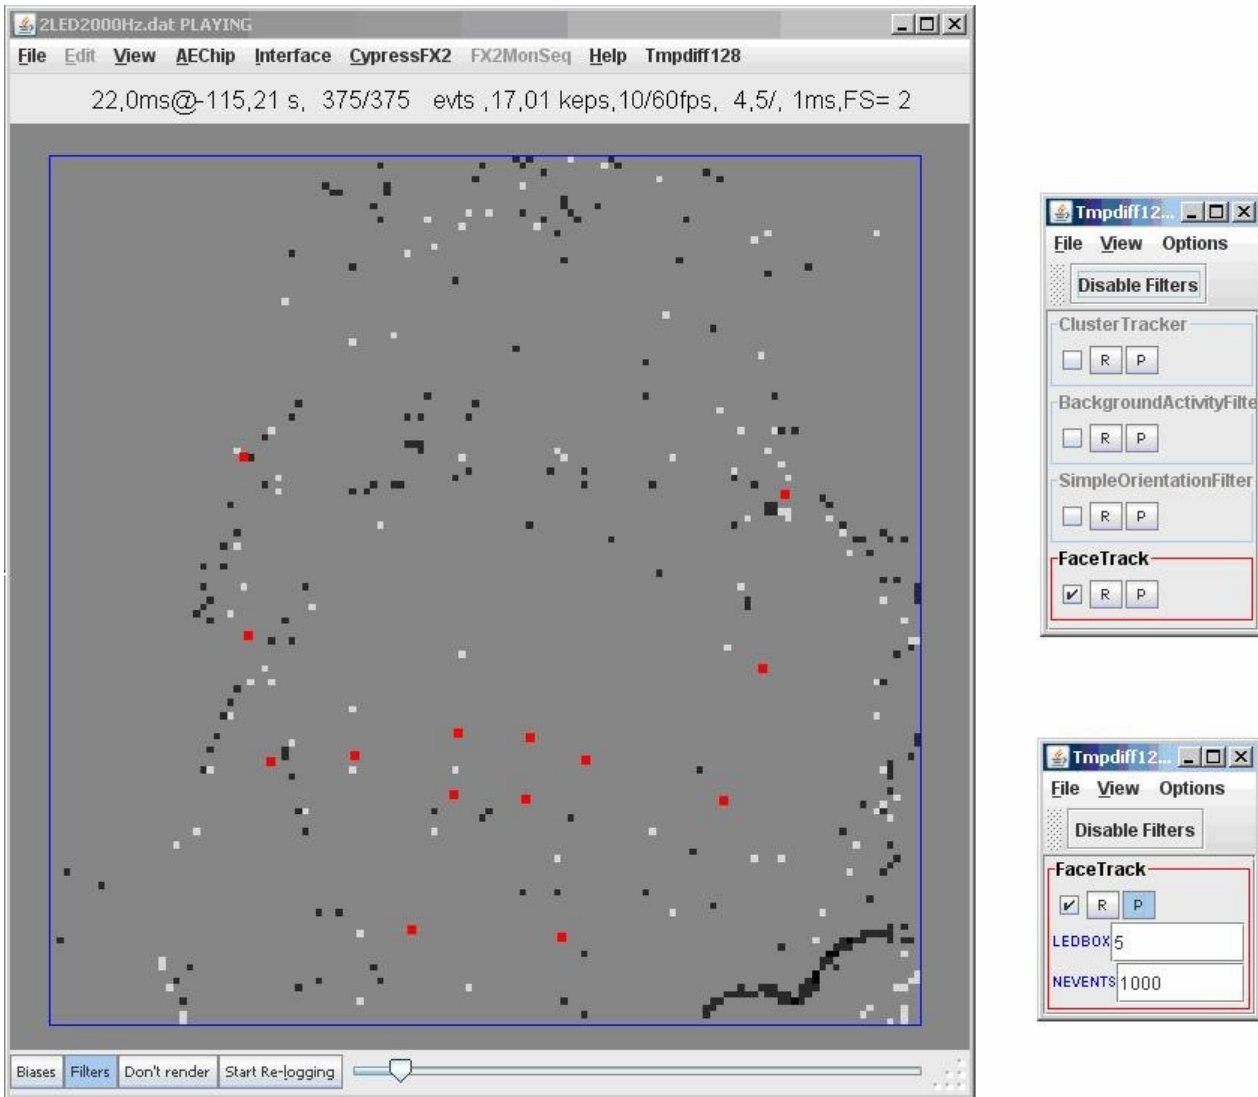 2LED2000Hz.dat PLAYING
File Edit View AEChip Interface CypressFX2 FX2MonSeq Help Tmpdiff128
22,0ms@-115,21 s, 375/375 evts ,17,01 keps,10/60fps, 4,5/, 1ms,FS= 2
Biases Filters Don't render Start Re-logging
Tmpdiff12...
File View Options
Disable Filters
ClusterTracker
R P
BackgroundActivityFilte
R P
SimpleOrientationFilter
R P
FaceTrack
R P
Tmpdiff12...
File View Options
Disable Filters
FaceTrack
R P
LEDBOX 5
NEVENTS 1000